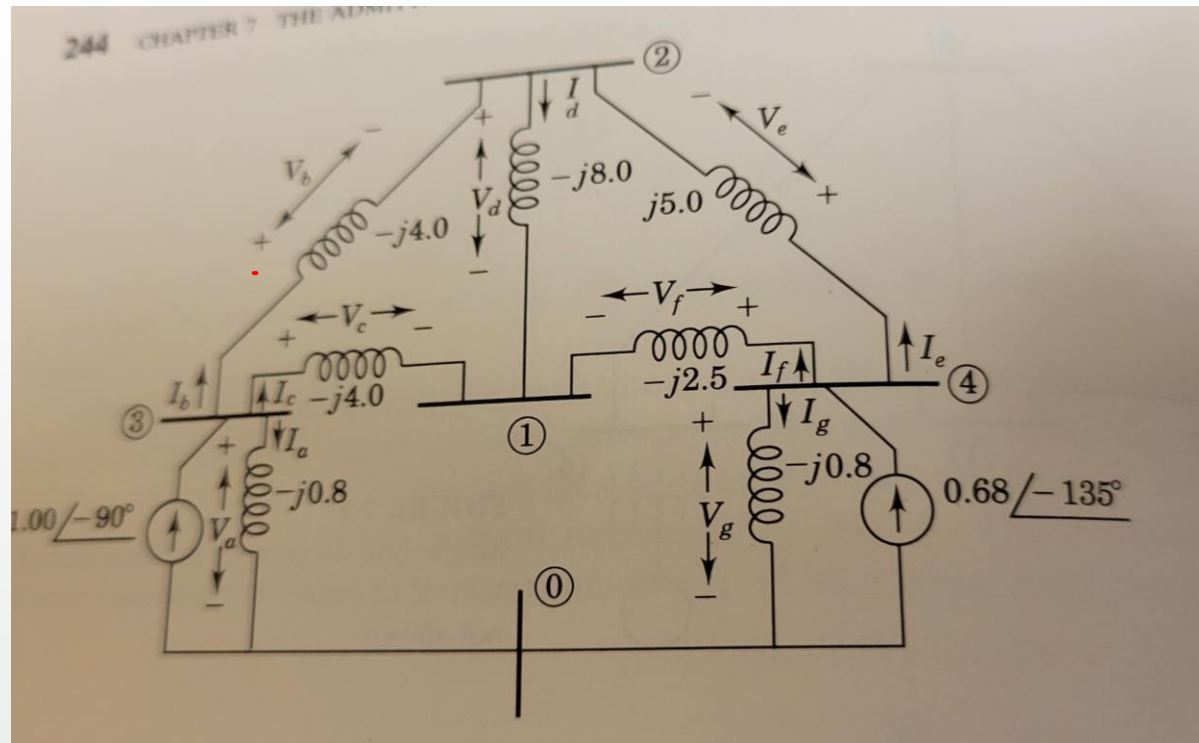 244 CHAPTER 7 THE ADMIT
②
I
d
V_e
V_b
V_d
-j8.0
j5.0
-j4.0
V_c
V_f
I_b
I_c
-j4.0
-j2.5
I_f
I_e
③
①
④
I_a
I_g
-j0.8
-j0.8
1.00/-90°
V_a
V_g
0.68/-135°
⓪